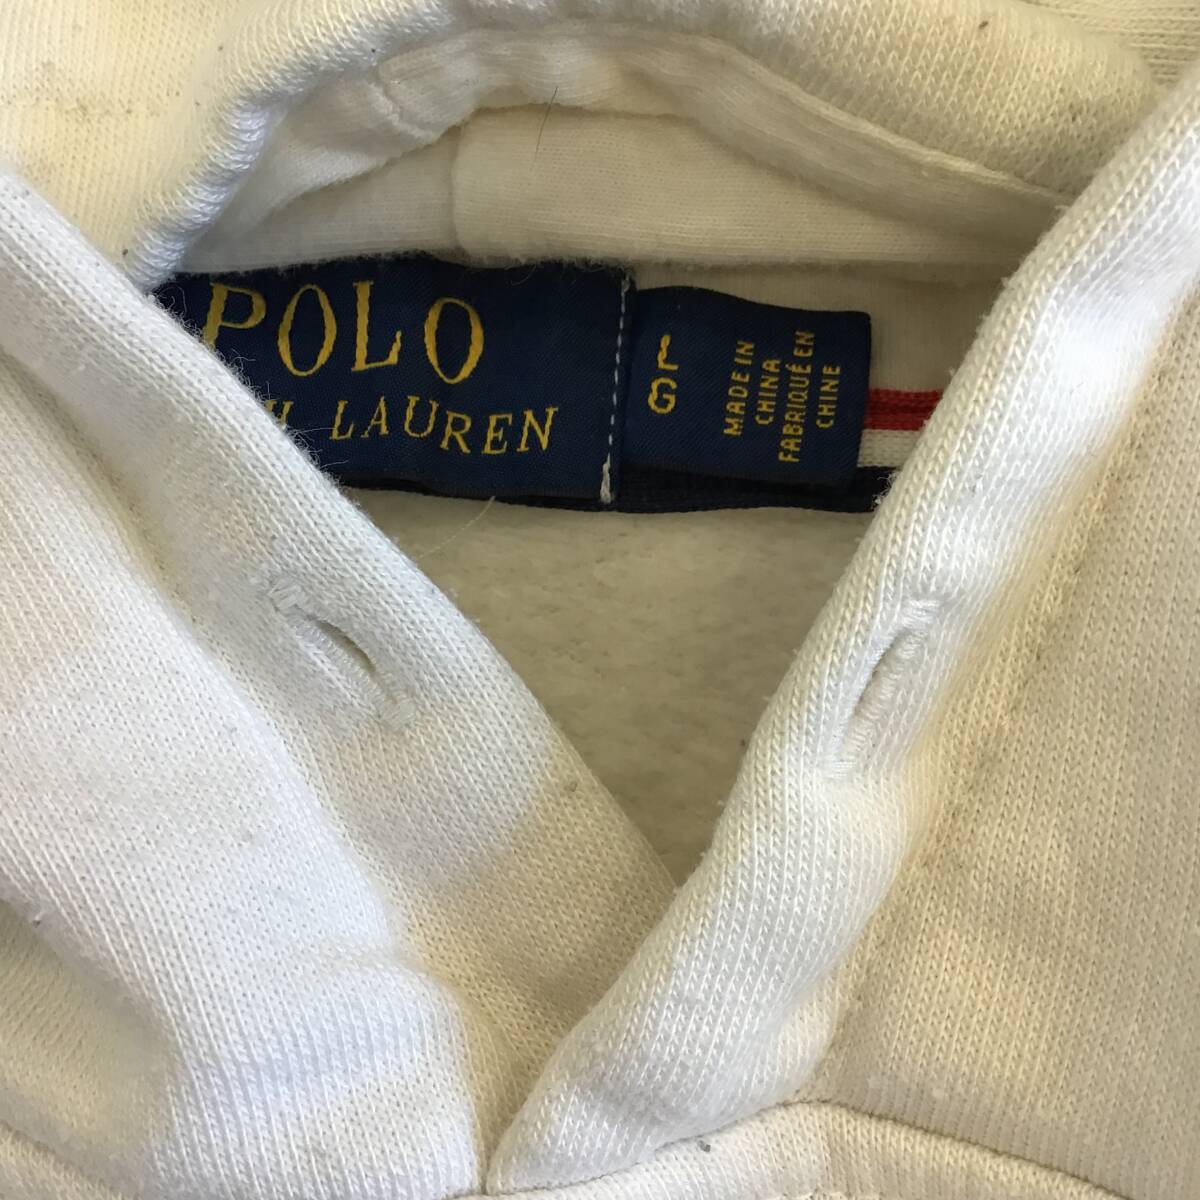 POLO
H LAUREN
L
G
MADE IN
CHINA
FABRIQUÉ EN
CHINE